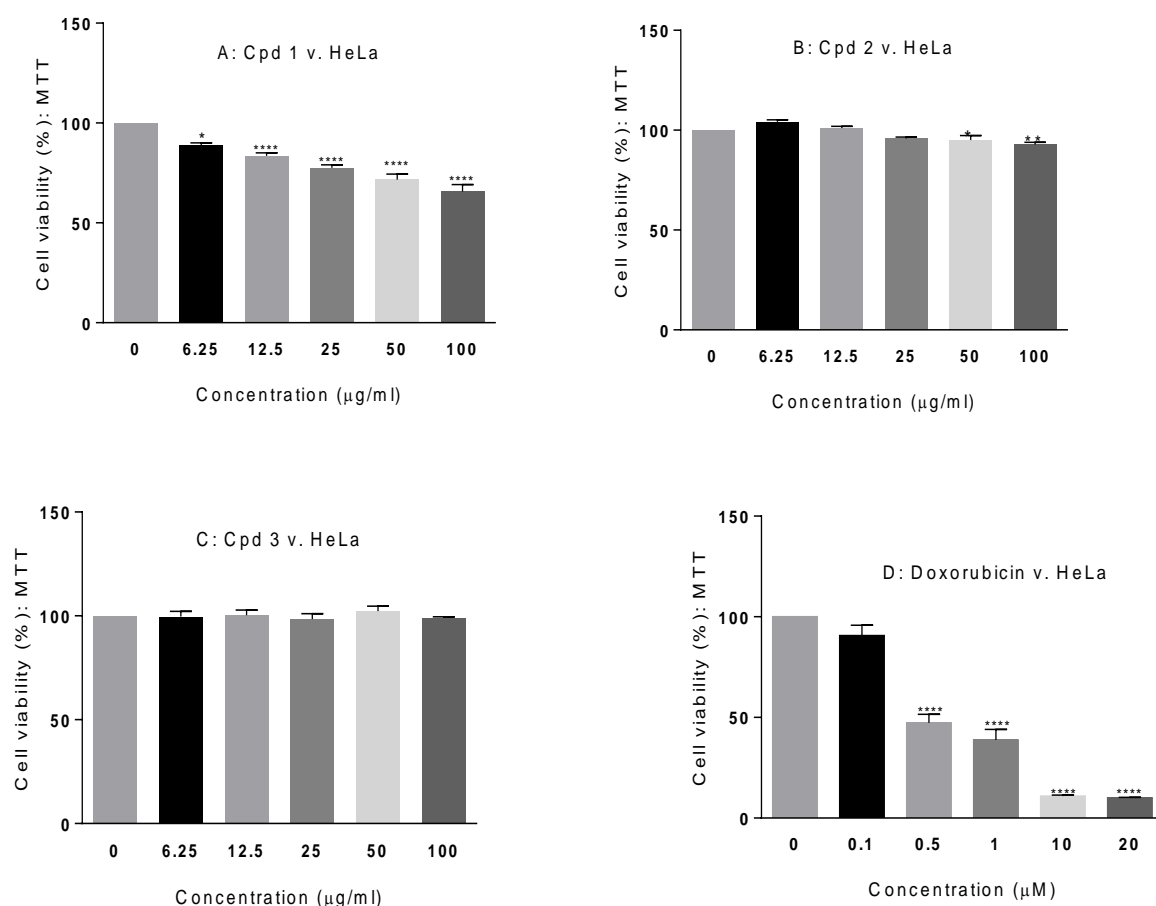 A: Cpd 1 v. HeLa
Cell viability (%): MTT
150
100
50
0
*
****
****
****
****
0 6.25 12.5 25 50 100
Concentration (μg/ml)
B: Cpd 2 v. HeLa
Cell viability (%): MTT
150
100
50
0
*
**
0 6.25 12.5 25 50 100
Concentration (μg/ml)
C: Cpd 3 v. HeLa
Cell viability (%): MTT
150
100
50
0
0 6.25 12.5 25 50 100
Concentration (μg/ml)
D: Doxorubicin v. HeLa
Cell viability (%): MTT
150
100
50
0
****
****
****
****
0 0.1 0.5 1 10 20
Concentration (μM)